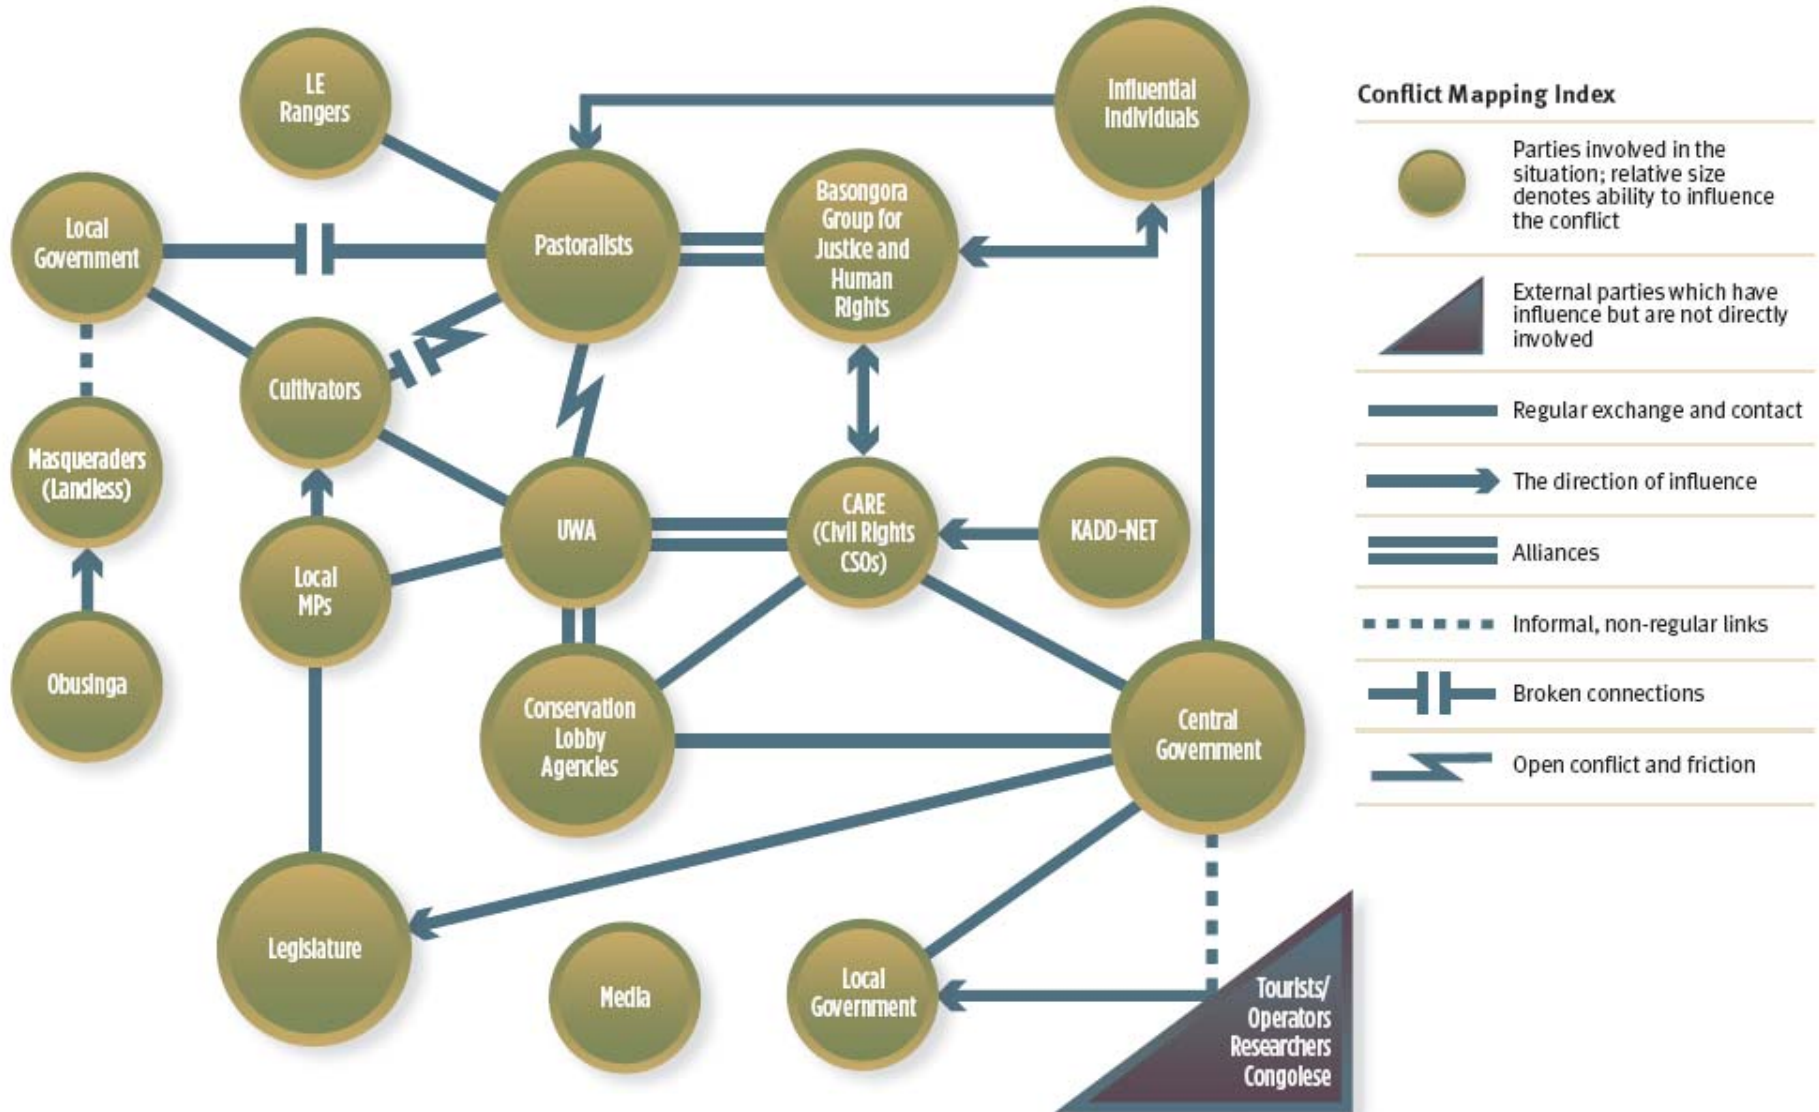 LE
Rangers
Influential
Individuals
Local
Government
Pastoralists
Basongora
Group for
Justice and
Human
Rights
Cultivators
Masqueraders
(Landless)
UWA
CARE
(Civil Rights
CSOs)
KADD-NET
Local
MPs
Obusinga
Conservation
Lobby
Agencies
Central
Government
Legislature
Media
Local
Government
Tourists/
Operators
Researchers
Congolese
Conflict Mapping Index
Parties involved in the
situation; relative size
denotes ability to influence
the conflict
External parties which have
influence but are not directly
involved
Regular exchange and contact
The direction of influence
Alliances
Informal, non-regular links
Broken connections
Open conflict and friction